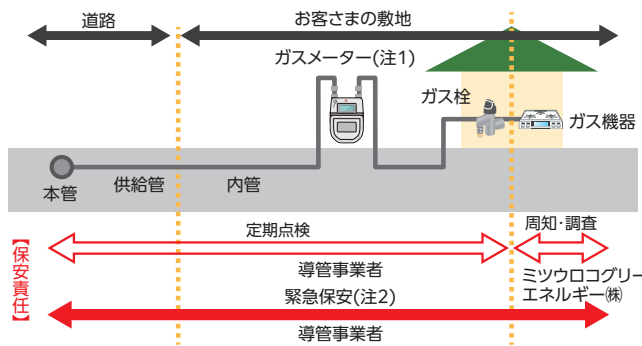 道路
お客さまの敷地
ガスメーター(注1)
ガス栓
ガス機器
本管
供給管
内管
【保安責任】
定期点検
周知・調査
導管事業者
ミツウロコグリー
エネルギー㈱
緊急保安(注2)
導管事業者